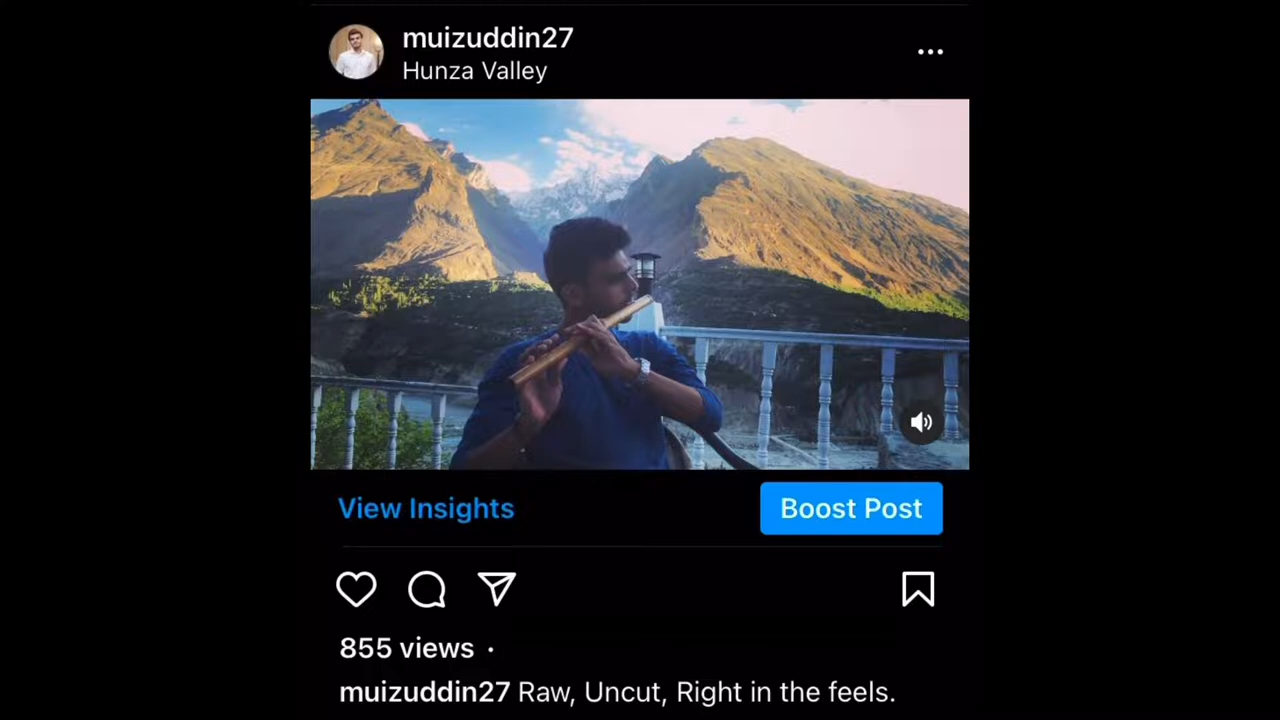 muizuddin27
Hunza Valley
View Insights
Boost Post
855 views ·
muizuddin27 Raw, Uncut, Right in the feels.